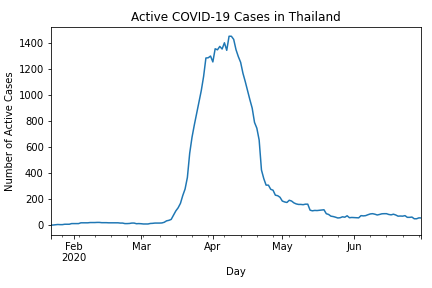 Active COVID-19 Cases in Thailand
1400
1200
1000
800
600
400
200
0
Number of Active Cases
Feb
2020
Mar
Apr
May
Jun
Day